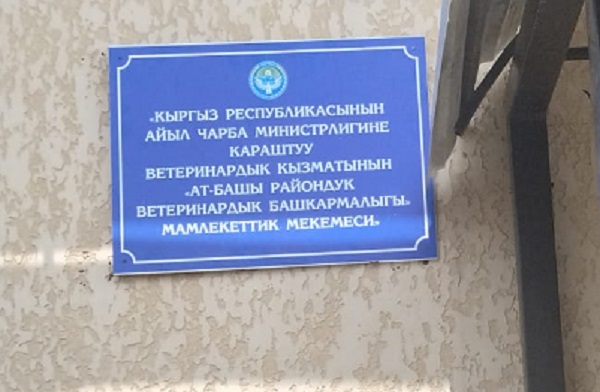 «КЫРГЫЗ РЕСПУБЛИКАСЫНЫН
АЙЫЛ ЧАРБА МИНИСТРЛИГИНЕ
КАРАШТУУ
ВЕТЕРИНАРДЫК КЫЗМАТЫНЫН
«АТ-БАШЫ РАЙОНДУК
ВЕТЕРИНАРДЫК БАШКАРМАЛЫГЫ»
МАМЛЕКЕТТИК МЕКЕМЕСИ»